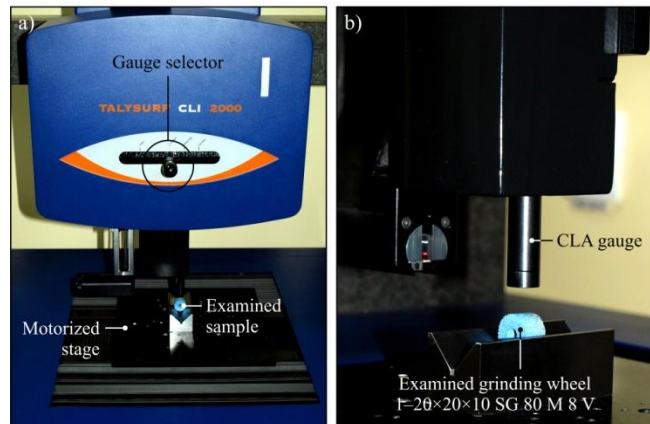 a)
Gauge selector
TALYSURF CLI 2000
Examined
sample
Motorized
stage
b)
CLA gauge
Examined grinding wheel
1–20×20×10 SG 80 M 8 V